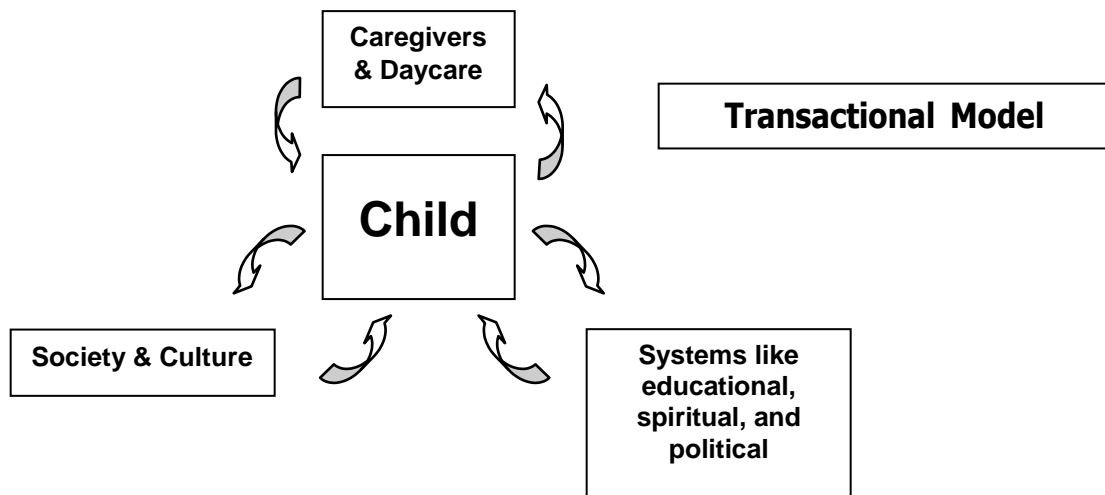 Caregivers
& Daycare
Transactional Model
Child
Society & Culture
Systems like
educational,
spiritual, and
political